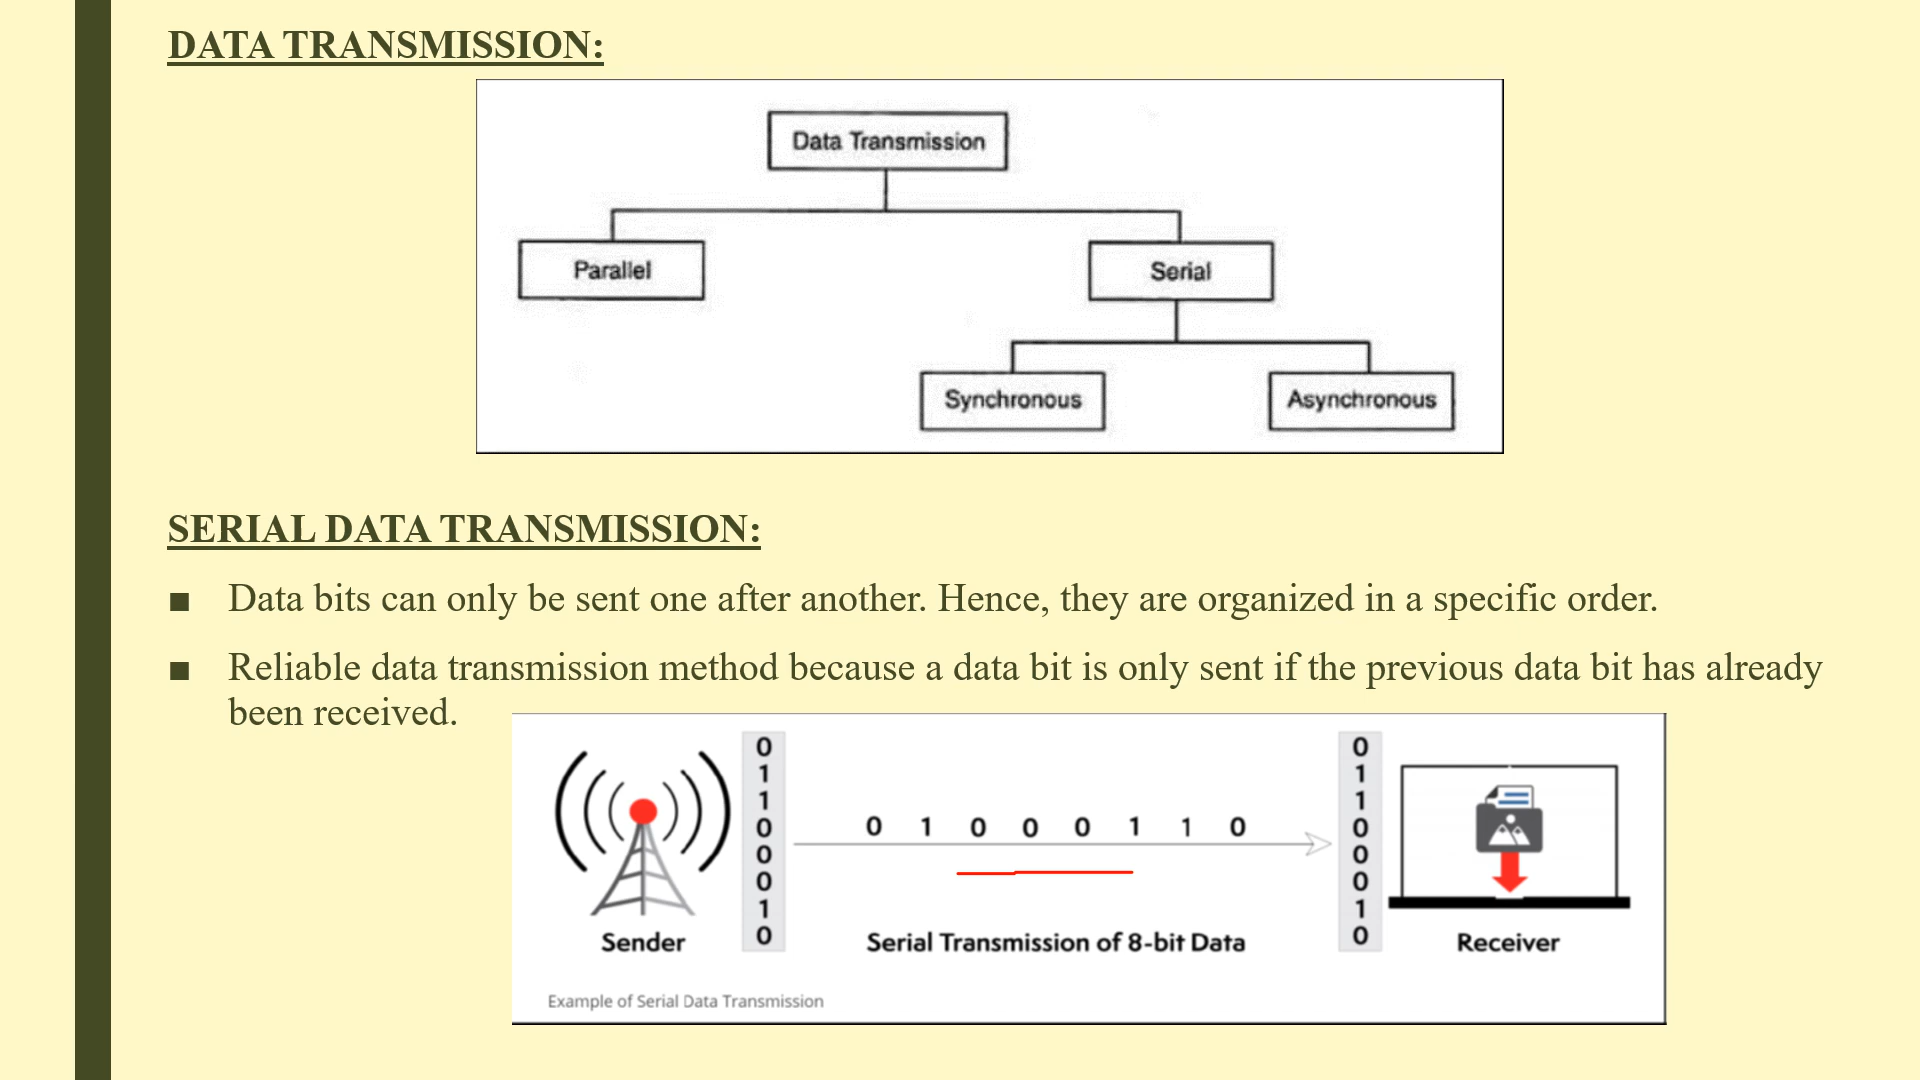 DATA TRANSMISSION:
Data Transmission
Parallel
Serial
Synchronous
Asynchronous
SERIAL DATA TRANSMISSION:
■ Data bits can only be sent one after another. Hence, they are organized in a specific order.
■ Reliable data transmission method because a data bit is only sent if the previous data bit has already
been received.
0
1
1
0
0
0
1
0
0 1 0 0 0 1 1 0
0
1
1
0
0
0
1
0
Sender
Serial Transmission of 8-bit Data
Receiver
Example of Serial Data Transmission